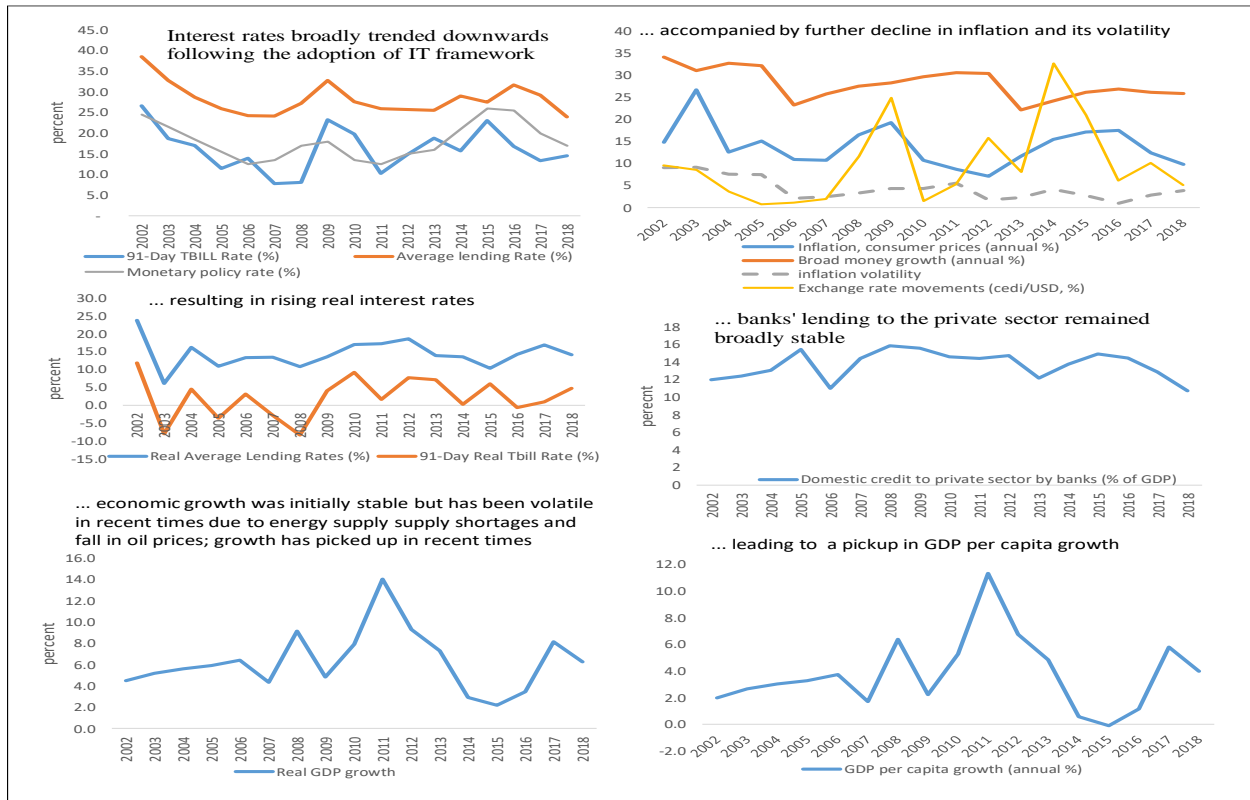 Interest rates broadly trended downwards
following the adoption of IT framework
45.0
40.0
35.0
30.0
25.0
20.0
15.0
10.0
5.0
-
percent
2002 2003 2004 2005 2006 2007 2008 2009 2010 2011 2012 2013 2014 2015 2016 2017 2018
91-Day TBILL Rate (%) Average lending Rate (%)
Monetary policy rate (%)
... accompanied by further decline in inflation and its volatility
40
35
30
25
20
15
10
5
0
2002 2003 2004 2005 2006 2007 2008 2009 2010 2011 2012 2013 2014 2015 2016 2017 2018
Inflation, consumer prices (annual %)
Broad money growth (annual %)
inflation volatility
Exchange rate movements (cedi/USD, %)
... resulting in rising real interest rates
30.0
25.0
20.0
15.0
10.0
5.0
0.0
-5.0
-10.0
-15.0
percent
2002 2003 2004 2005 2006 2007 2008 2009 2010 2011 2012 2013 2014 2015 2016 2017 2018
Real Average Lending Rates (%) 91-Day Real Tbill Rate (%)
... banks' lending to the private sector remained
broadly stable
18
16
14
12
10
8
6
4
2
0
perecent
Domestic credit to private sector by banks (% of GDP)
2002 2003 2004 2005 2006 2007 2008 2009 2010 2011 2012 2013 2014 2015 2016 2017 2018
... economic growth was initially stable but has been volatile
in recent times due to energy supply supply shortages and
fall in oil prices; growth has picked up in recent times
16.0
14.0
12.0
10.0
8.0
6.0
4.0
2.0
0.0
percent
2002 2003 2004 2005 2006 2007 2008 2009 2010 2011 2012 2013 2014 2015 2016 2017 2018
Real GDP growth
... leading to a pickup in GDP per capita growth
12.0
10.0
8.0
6.0
4.0
2.0
0.0
-2.0
percent
2002 2003 2004 2005 2006 2007 2008 2009 2010 2011 2012 2013 2014 2015 2016 2017 2018
GDP per capita growth (annual %)